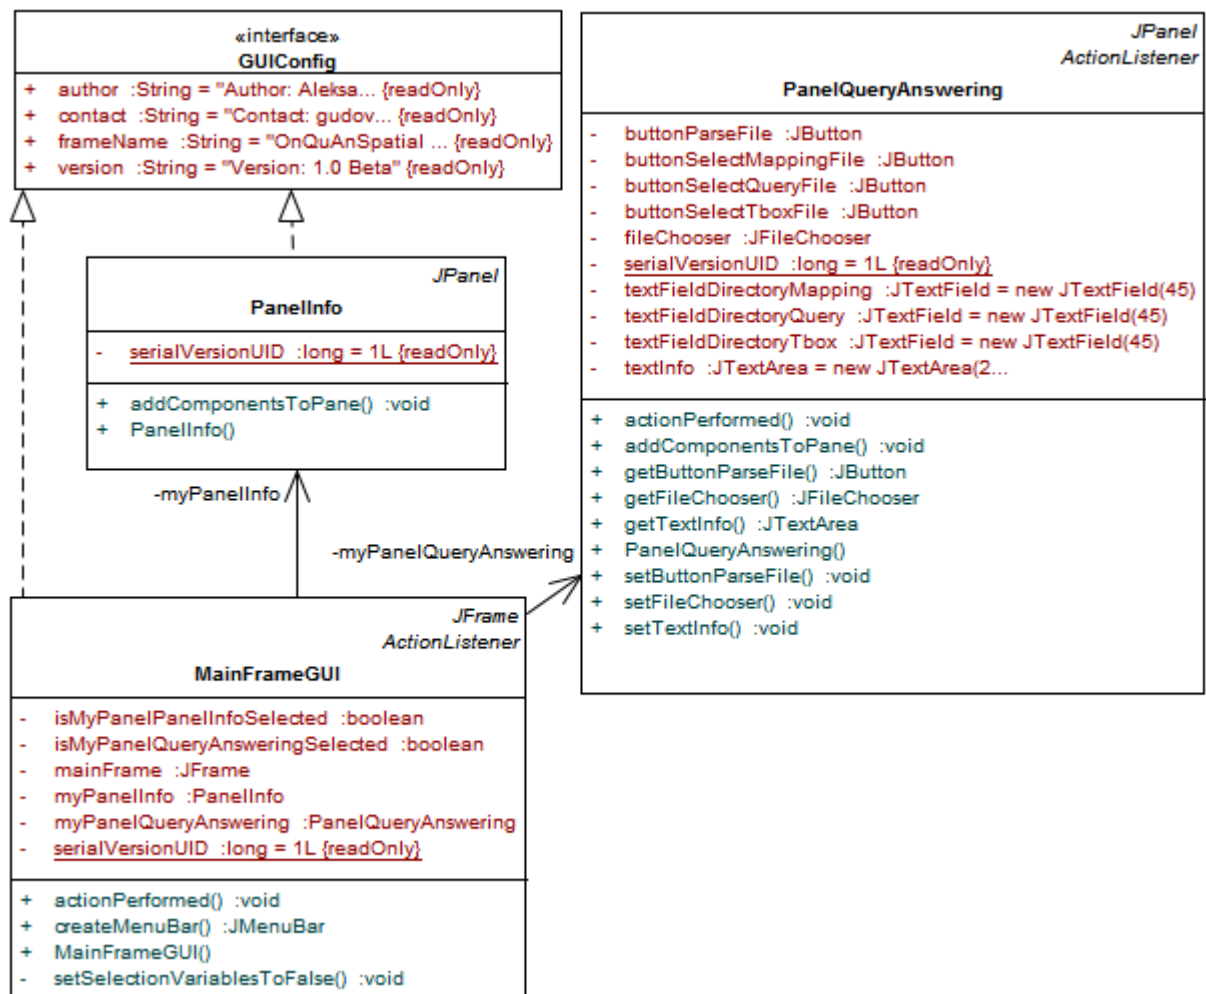 «interface»
GUIConfig
+ author :String = "Author: Aleksa... {readOnly}
+ contact :String = "Contact: gudov... {readOnly}
+ frameName :String = "OnQuAnSpatial ... {readOnly}
+ version :String = "Version: 1.0 Beta" {readOnly}
JPanel
PanelInfo
- serialVersionUID :long = 1L {readOnly}
+ addComponentsToPane() :void
+ PanelInfo()
-myPanelInfo
-myPanelQueryAnswering
JFrame
ActionListener
MainFrameGUI
- isMyPanelPanelInfoSelected :boolean
- isMyPanelQueryAnsweringSelected :boolean
- mainFrame :JFrame
- myPanelInfo :PanelInfo
- myPanelQueryAnswering :PanelQueryAnswering
- serialVersionUID :long = 1L {readOnly}
+ actionPerformed() :void
+ createMenuBar() :JMenuBar
+ MainFrameGUI()
- setSelectionVariablesToFalse() :void
JPanel
ActionListener
PanelQueryAnswering
- buttonParseFile :JButton
- buttonSelectMappingFile :JButton
- buttonSelectQueryFile :JButton
- buttonSelectTboxFile :JButton
- fileChooser :JFileChooser
- serialVersionUID :long = 1L {readOnly}
- textFieldDirectoryMapping :JTextField = new JTextField(45)
- textFieldDirectoryQuery :JTextField = new JTextField(45)
- textFieldDirectoryTbox :JTextField = new JTextField(45)
- textInfo :JTextArea = new JTextArea(2...
+ actionPerformed() :void
+ addComponentsToPane() :void
+ getButtonParseFile() :JButton
+ getFileChooser() :JFileChooser
+ getTextInfo() :JTextArea
+ PanelQueryAnswering()
+ setButtonParseFile() :void
+ setFileChooser() :void
+ setTextInfo() :void